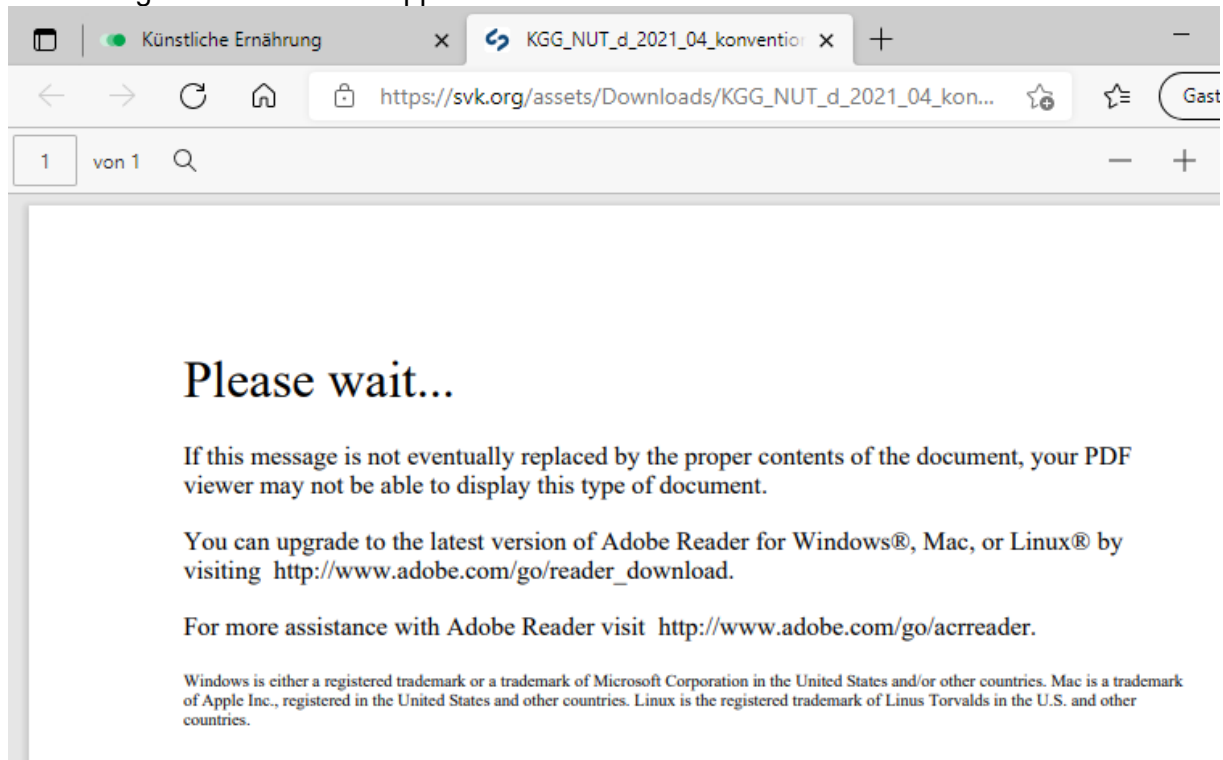 Künstliche Ernährung
KGG_NUT_d_2021_04_konvention
https://svk.org/assets/Downloads/KGG_NUT_d_2021_04_kon...
Gast
1 von 1
Please wait...
If this message is not eventually replaced by the proper contents of the document, your PDF
viewer may not be able to display this type of document.
You can upgrade to the latest version of Adobe Reader for Windows®, Mac, or Linux® by
visiting http://www.adobe.com/go/reader_download.
For more assistance with Adobe Reader visit http://www.adobe.com/go/acrreader.
Windows is either a registered trademark or a trademark of Microsoft Corporation in the United States and/or other countries. Mac is a trademark
of Apple Inc., registered in the United States and other countries. Linux is the registered trademark of Linus Torvalds in the U.S. and other
countries.